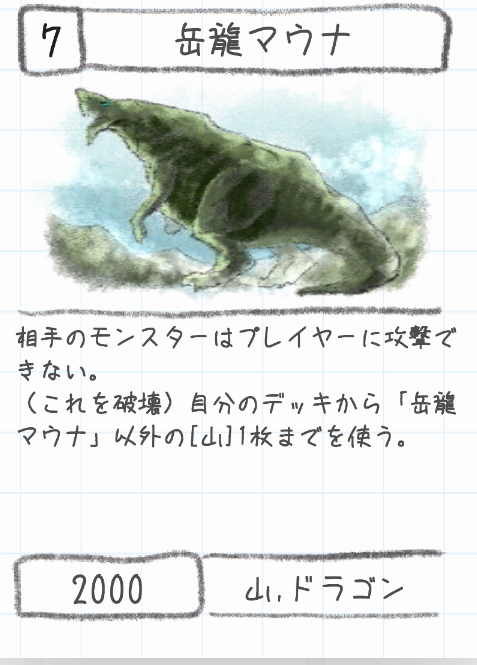 7
岳龍マウナ
相手のモンスターはプレイヤーに攻撃で
きない。
（これを破壊）自分のデッキから「岳龍
マウナ」以外の[山]1枚までを使う。
2000
山,ドラゴン